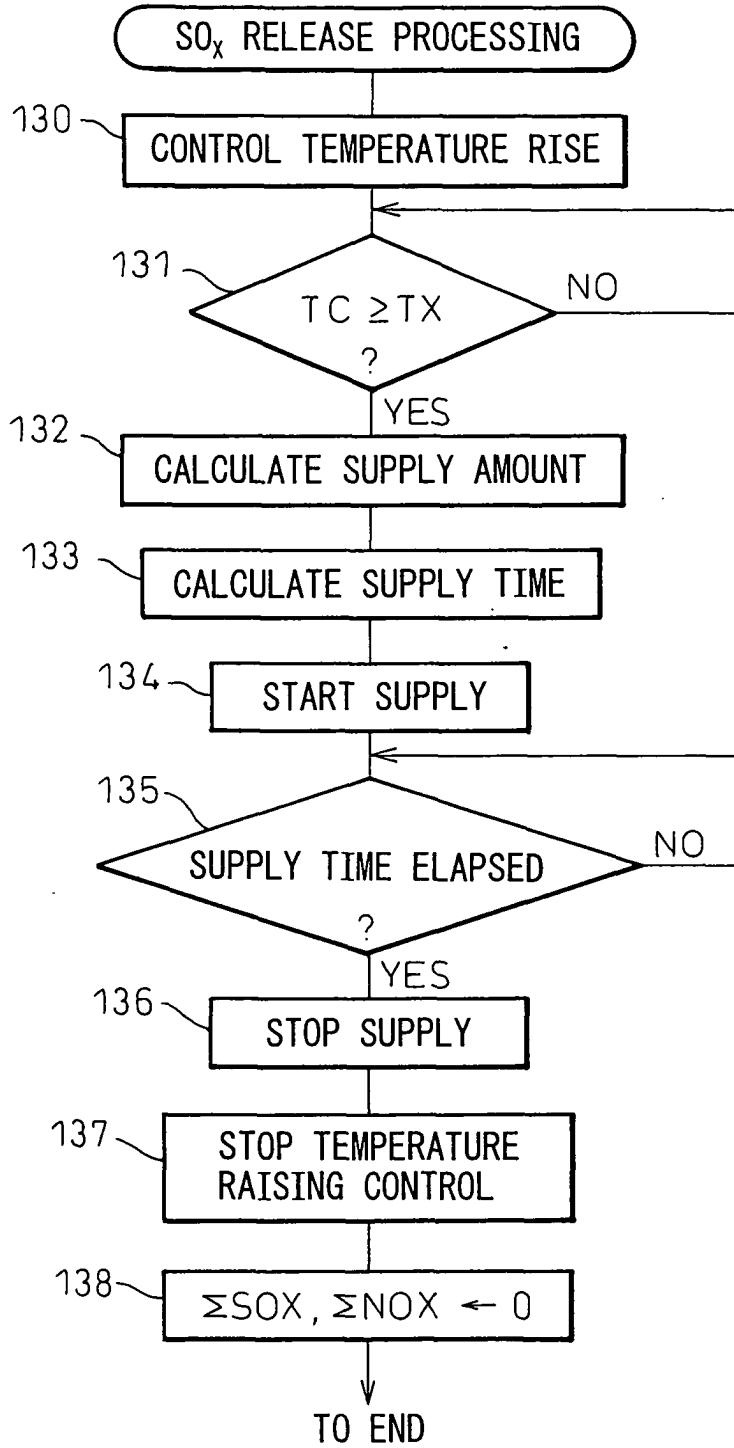 SOx RELEASE PROCESSING
130
CONTROL TEMPERATURE RISE
131
TC ≥ TX
?
NO
YES
132
CALCULATE SUPPLY AMOUNT
133
CALCULATE SUPPLY TIME
134
START SUPPLY
135
SUPPLY TIME ELAPSED
?
NO
YES
136
STOP SUPPLY
137
STOP TEMPERATURE
RAISING CONTROL
138
ΣSOX, ΣNOX ← 0
TO END